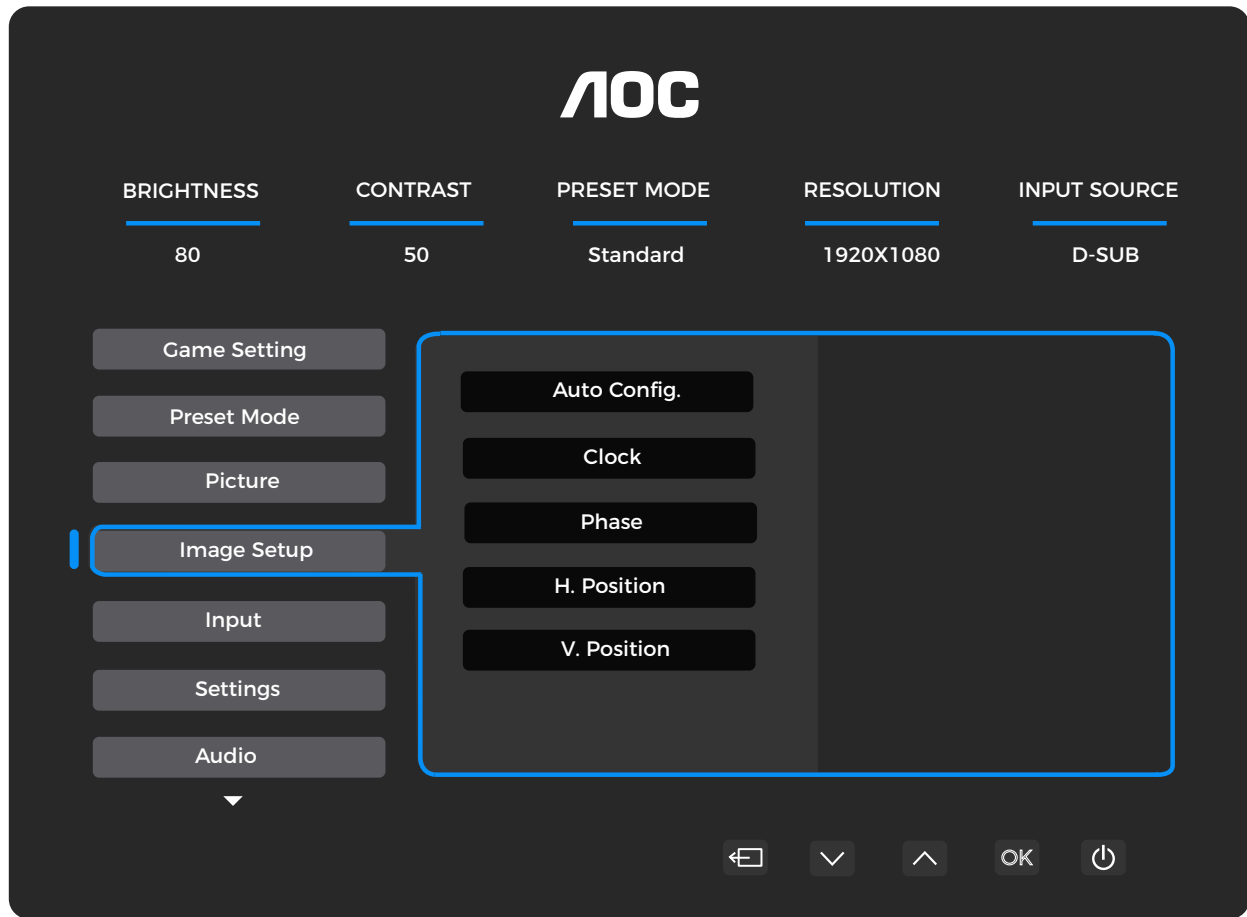 AOC
BRIGHTNESS CONTRAST PRESET MODE RESOLUTION INPUT SOURCE
80 50 Standard 1920X1080 D-SUB
Game Setting
Preset Mode
Picture
Image Setup
Input
Settings
Audio
Auto Config.
Clock
Phase
H. Position
V. Position
OK